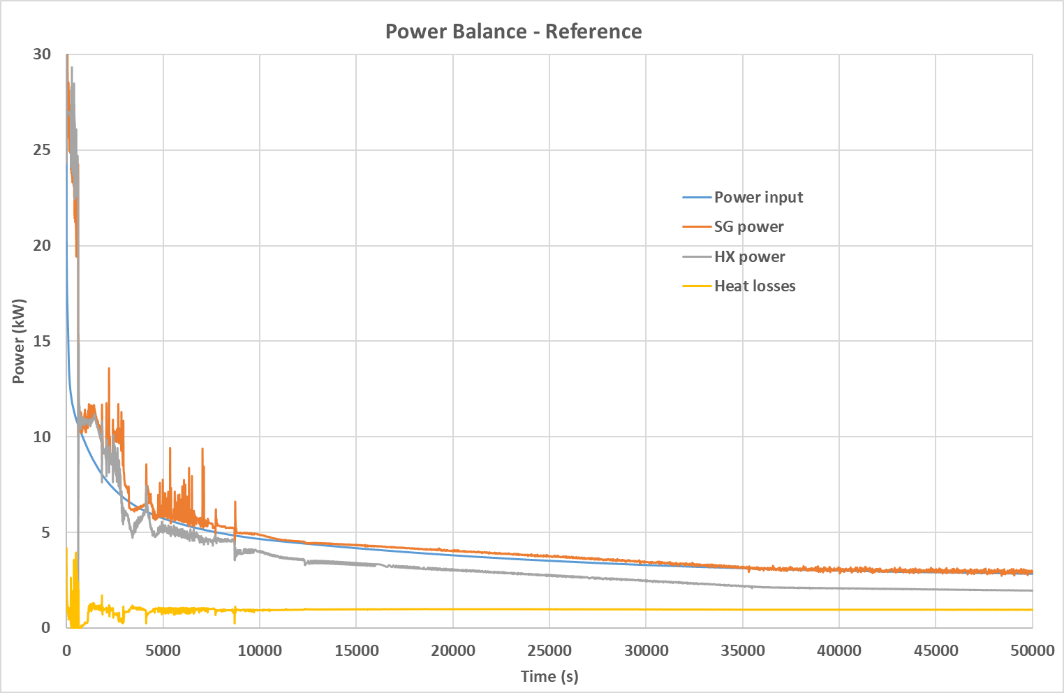 Power Balance - Reference
30
25
20
15
10
5
0
Power (kW)
Power input
SG power
HX power
Heat losses
0 5000 10000 15000 20000 25000 30000 35000 40000 45000 50000
Time (s)